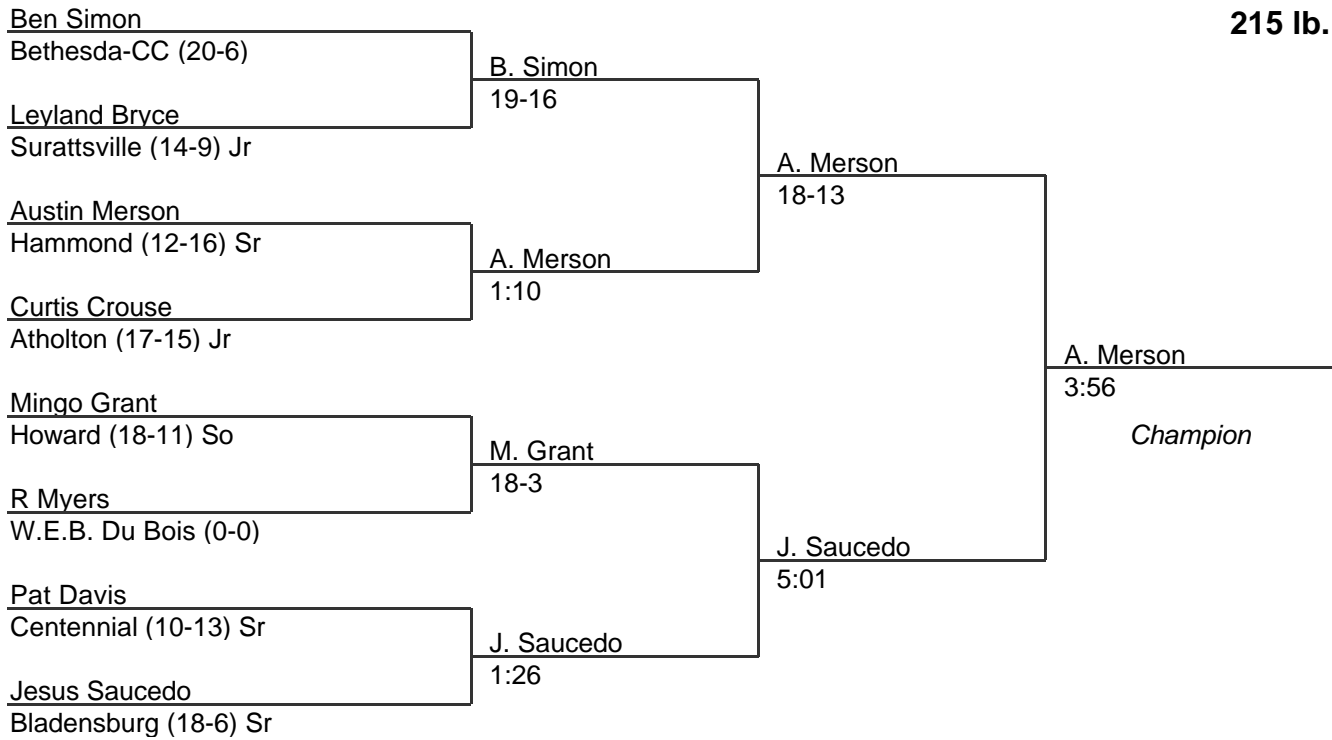 215 lb.
Ben Simon
Bethesda-CC (20-6)
Leyland Bryce
Surattsville (14-9) Jr
Austin Merson
Hammond (12-16) Sr
Curtis Crouse
Atholton (17-15) Jr
Mingo Grant
Howard (18-11) So
R Myers
W.E.B. Du Bois (0-0)
Pat Davis
Centennial (10-13) Sr
Jesus Saucedo
Bladensburg (18-6) Sr
B. Simon
19-16
A. Merson
1:10
M. Grant
18-3
J. Saucedo
1:26
A. Merson
18-13
J. Saucedo
5:01
A. Merson
3:56
Champion